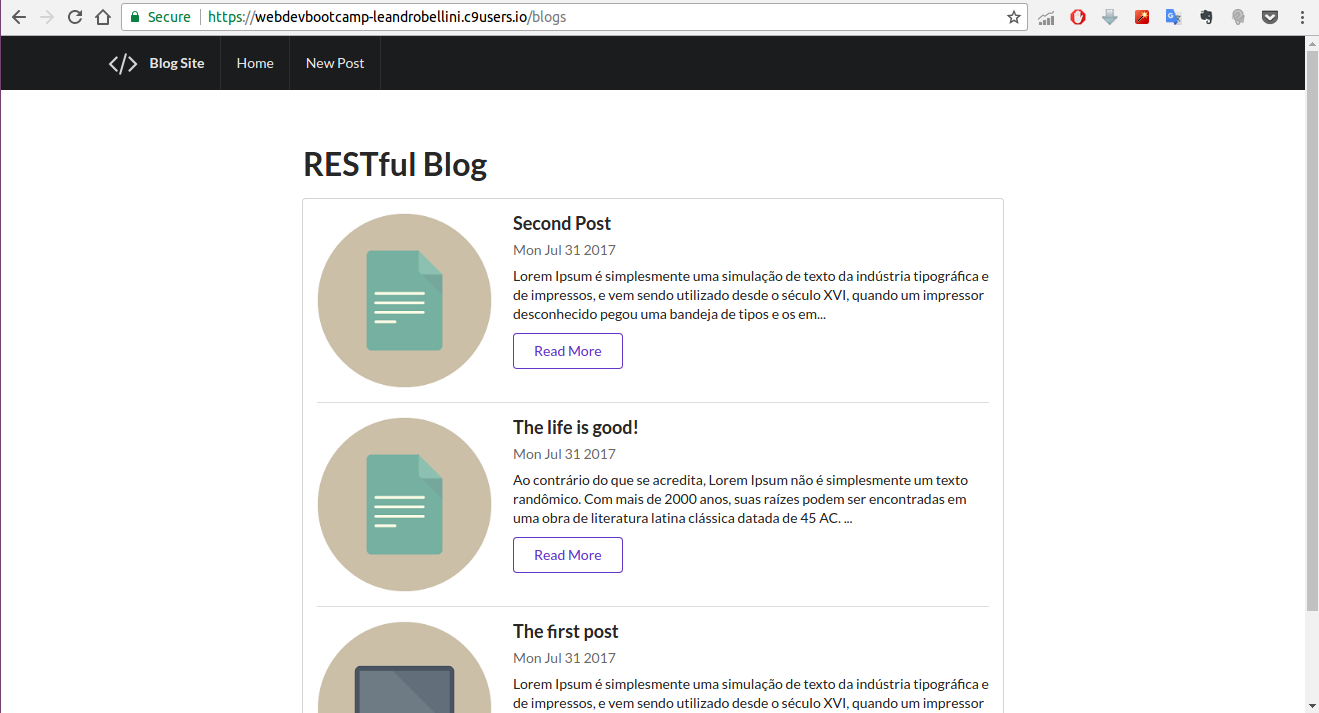 Secure https://webdevbootcamp-leandrobellini.c9users.io/blogs
</> Blog Site Home New Post
RESTful Blog
Second Post
Mon Jul 31 2017
Lorem Ipsum é simplesmente uma simulação de texto da indústria tipográfica e
de impressos, e vem sendo utilizado desde o século XVI, quando um impressor
desconhecido pegou uma bandeja de tipos e os em...
Read More
The life is good!
Mon Jul 31 2017
Ao contrário do que se acredita, Lorem Ipsum não é simplesmente um texto
randômico. Com mais de 2000 anos, suas raízes podem ser encontradas em
uma obra de literatura latina clássica datada de 45 AC. ...
Read More
The first post
Mon Jul 31 2017
Lorem Ipsum é simplesmente uma simulação de texto da indústria tipográfica e
de impressos, e vem sendo utilizado desde o século XVI, quando um impressor